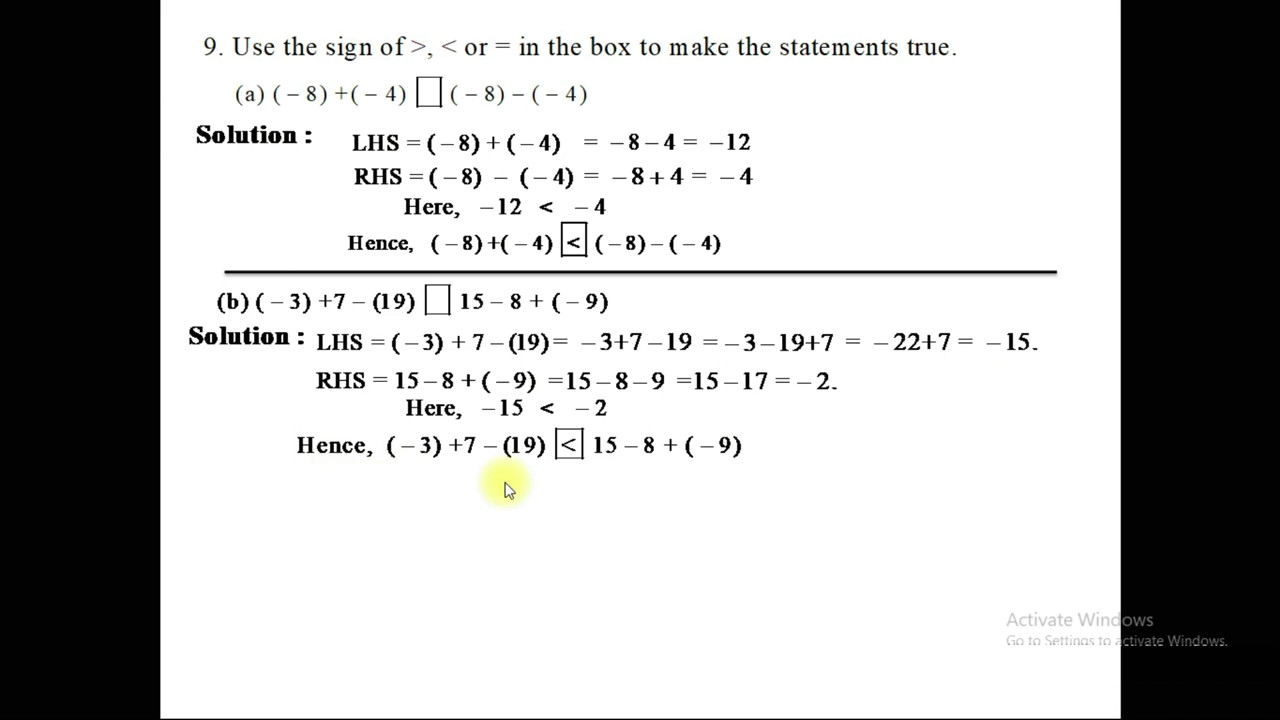 9. Use the sign of >, < or = in the box to make the statements true.
(a) ( – 8) +( – 4) □ ( – 8) – ( – 4)
Solution : LHS = ( – 8) + ( – 4) = – 8 – 4 = –12
RHS = ( – 8) – ( – 4) = – 8 + 4 = – 4
Here, –12 < – 4
Hence, ( – 8) +( – 4) < ( – 8) – ( – 4)
(b) ( – 3) +7 – (19) □ 15 – 8 + ( – 9)
Solution : LHS = ( – 3) + 7 – (19) = – 3+7 – 19 = – 3 – 19+7 = – 22+7 = – 15.
RHS = 15 – 8 + ( – 9) =15 – 8 – 9 =15 – 17 = – 2.
Here, –15 < – 2
Hence, ( – 3) +7 – (19) < 15 – 8 + ( – 9)
Activate Windows
Go to Settings to activate Windows.